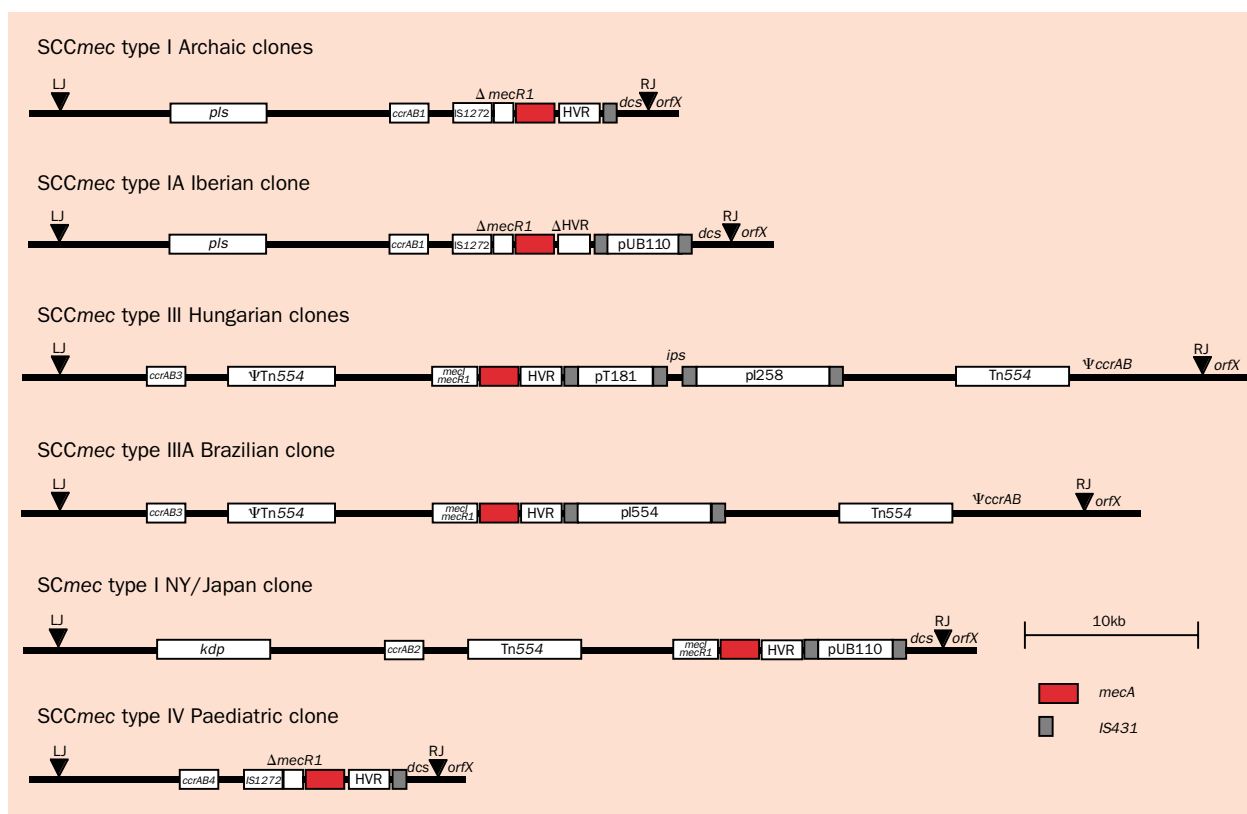 SCCmec type I Archaic clones
LJ
Δ mecR1
RJ
dcs orfX
pls ccrAB1 IS1272 HVR
SCCmec type IA Iberian clone
LJ
ΔmecR1 ΔHVR
RJ
dcs orfX
pls ccrAB1 IS1272 pUB110
SCCmec type III Hungarian clones
LJ
ips
RJ
ΨccrAB orfX
ccrAB3 ΨTn554 mecI mecR1 HVR pT181 pI258 Tn554
SCCmec type IIIA Brazilian clone
LJ
RJ
ΨccrAB orfX
ccrAB3 ΨTn554 mecI mecR1 HVR pI554 Tn554
SCmec type I NY/Japan clone
LJ
RJ
dcs orfX
kdp ccrAB2 Tn554 mecI mecR1 HVR pUB110
10kb
mecA
IS431
SCCmec type IV Paediatric clone
LJ
ΔmecR1
RJ
dcs orfX
ccrAB4 IS1272 HVR